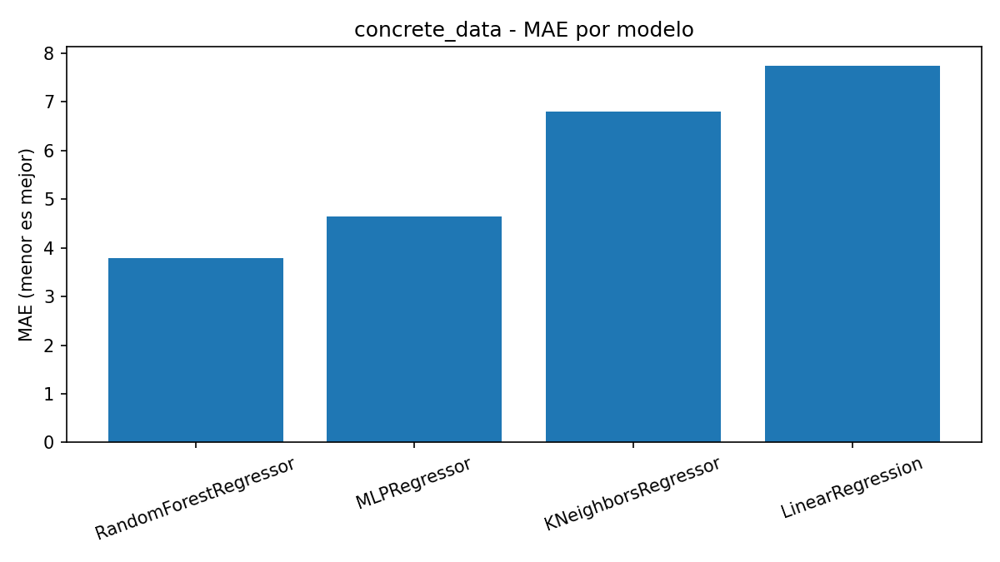 concrete_data - MAE por modelo
MAE (menor es mejor)
8
7
6
5
4
3
2
1
0
RandomForestRegressor
MLPRegressor
KNeighborsRegressor
LinearRegression